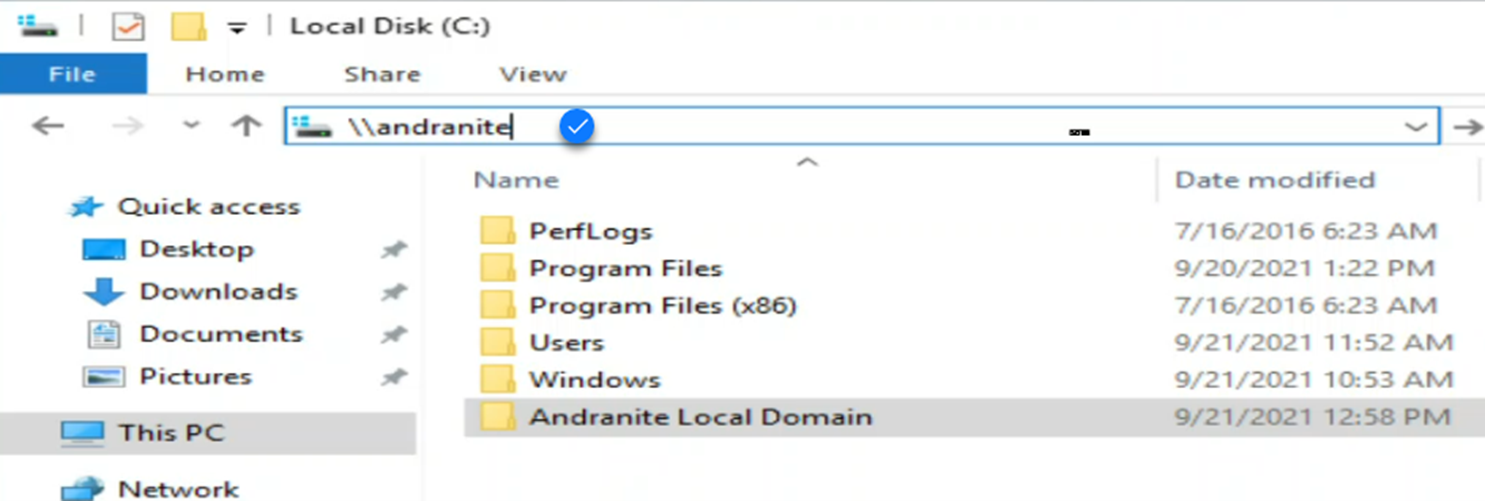 Local Disk (C:)
File Home Share View
\\andranite
Name Date modified
Quick access
Desktop
Downloads
Documents
Pictures
This PC
Network
PerfLogs 7/16/2016 6:23 AM
Program Files 9/20/2021 1:22 PM
Program Files (x86) 7/16/2016 6:23 AM
Users 9/21/2021 11:52 AM
Windows 9/21/2021 10:53 AM
Andranite Local Domain 9/21/2021 12:58 PM